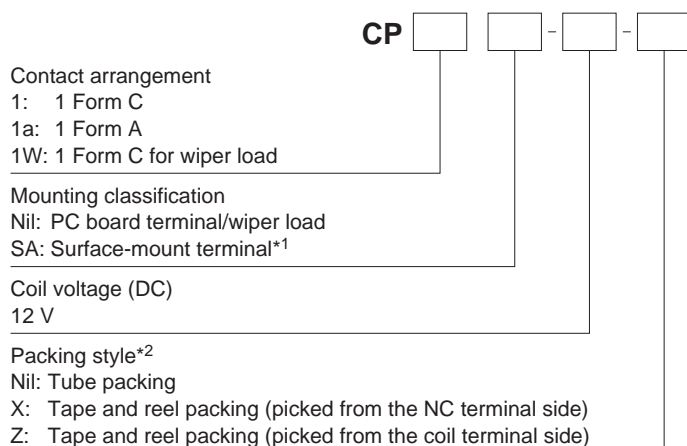 CP - -
Contact arrangement
1: 1 Form C
1a: 1 Form A
1W: 1 Form C for wiper load
Mounting classification
Nil: PC board terminal/wiper load
SA: Surface-mount terminal*1
Coil voltage (DC)
12 V
Packing style*2
Nil: Tube packing
X: Tape and reel packing (picked from the NC terminal side)
Z: Tape and reel packing (picked from the coil terminal side)